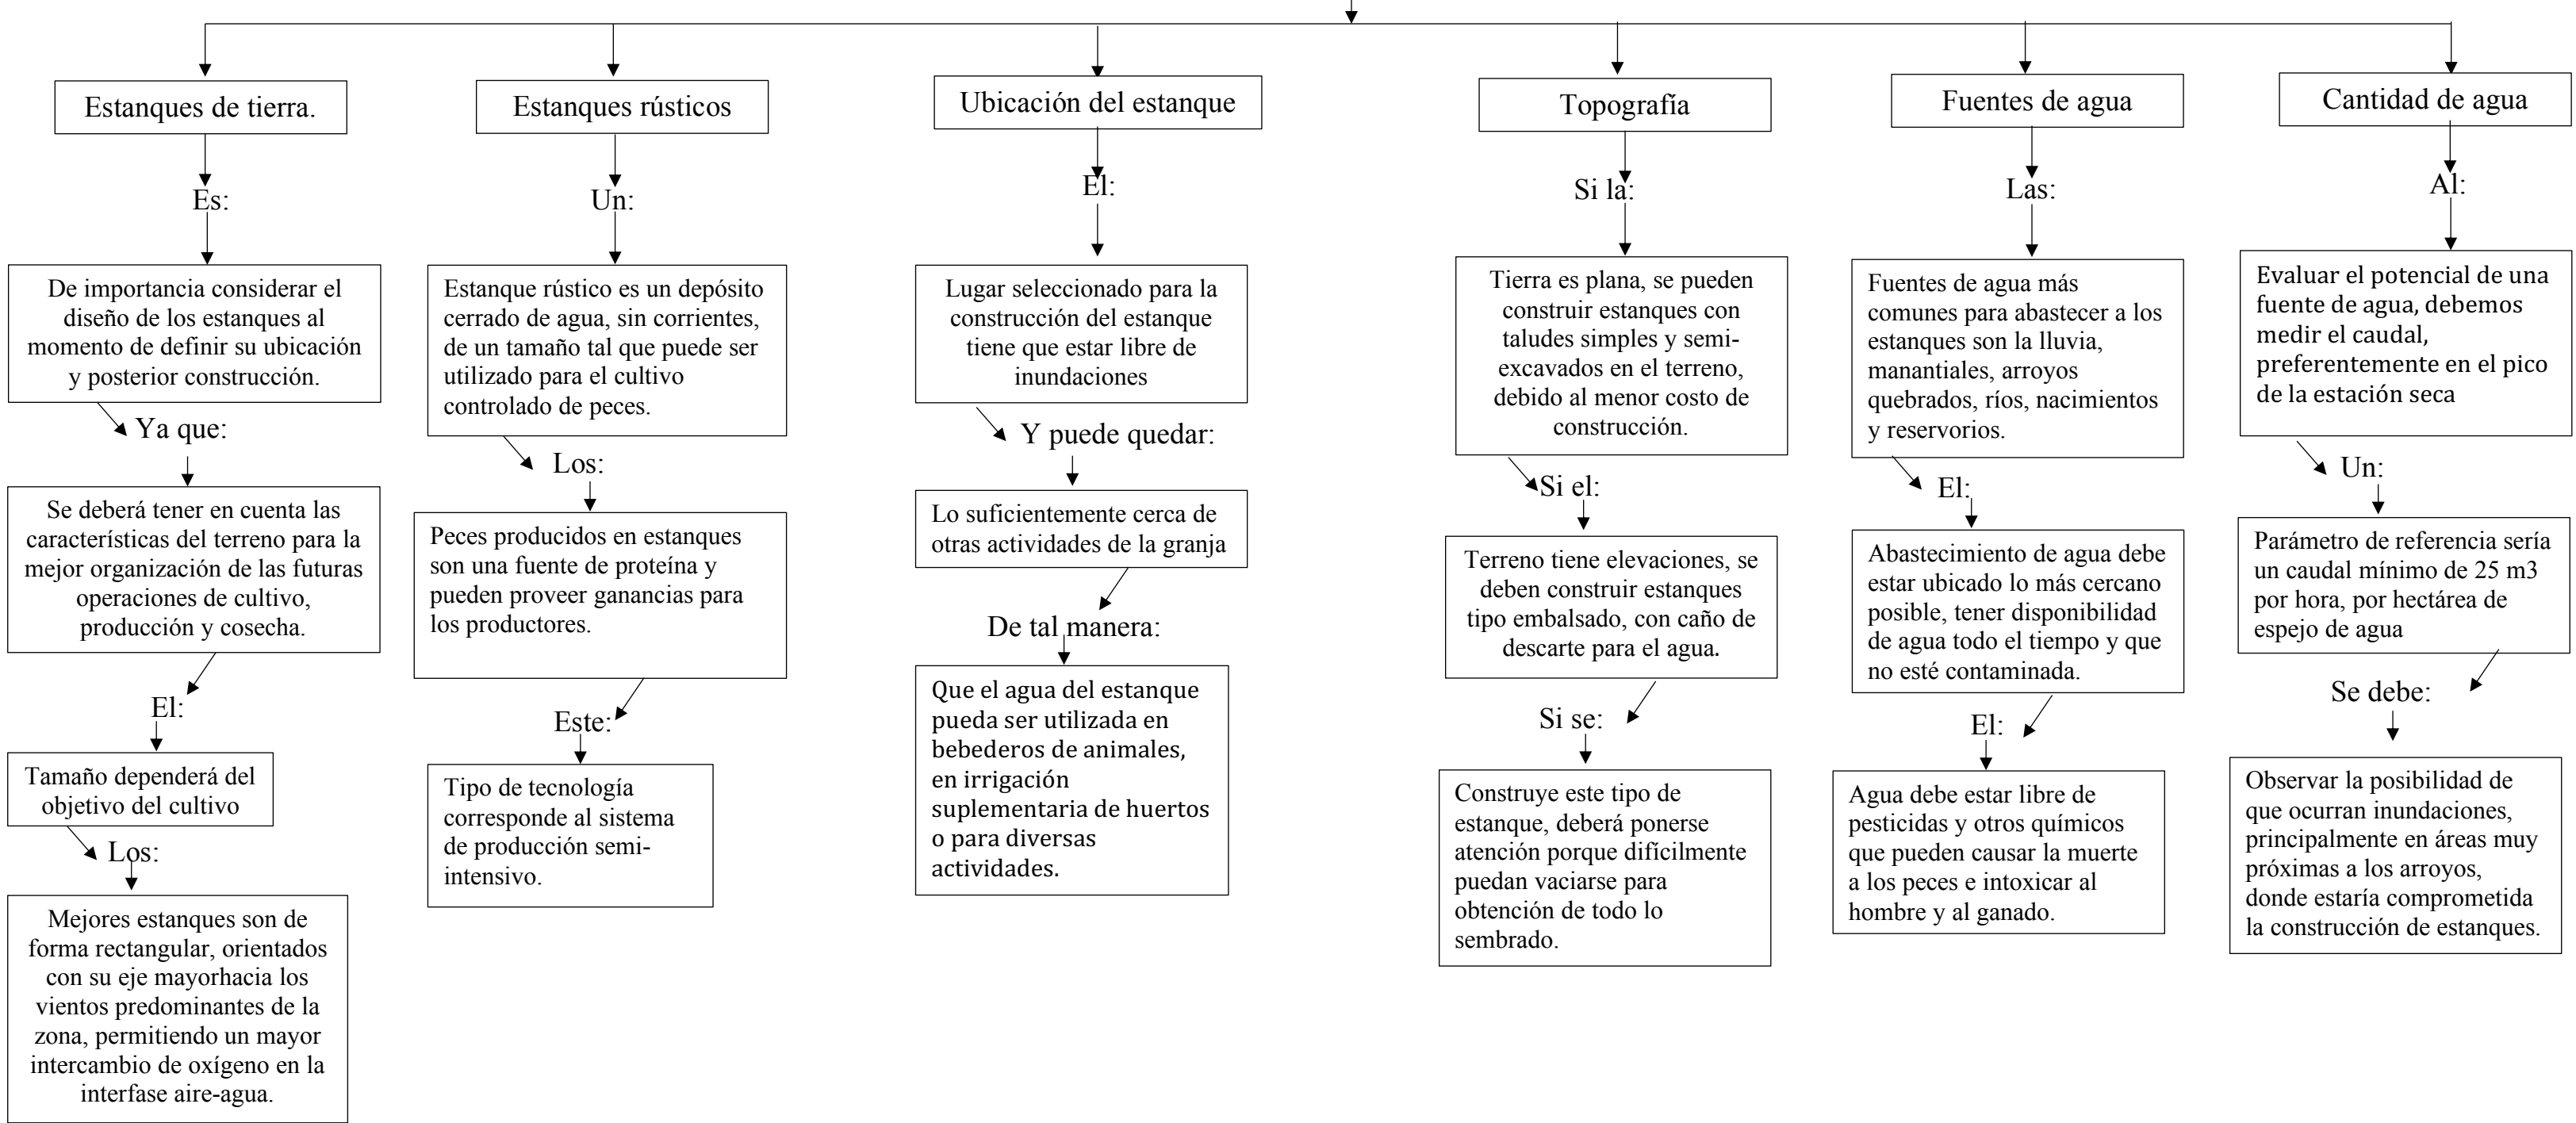 Estanques de tierra.
Es:
De importancia considerar el
diseño de los estanques al
momento de definir su ubicación
y posterior construcción.
Ya que:
Se deberá tener en cuenta las
características del terreno para la
mejor organización de las futuras
operaciones de cultivo,
producción y cosecha.
El:
Tamaño dependerá del
objetivo del cultivo
Los:
Mejores estanques son de
forma rectangular, orientados
con su eje mayorhacia los
vientos predominantes de la
zona, permitiendo un mayor
intercambio de oxígeno en la
interfase aire-agua.
Estanques rústicos
Un:
Estanque rústico es un depósito
cerrado de agua, sin corrientes,
de un tamaño tal que puede ser
utilizado para el cultivo
controlado de peces.
Los:
Peces producidos en estanques
son una fuente de proteína y
pueden proveer ganancias para
los productores.
Este:
Tipo de tecnología
corresponde al sistema
de producción semi-
intensivo.
Ubicación del estanque
El:
Lugar seleccionado para la
construcción del estanque
tiene que estar libre de
inundaciones
Y puede quedar:
Lo suficientemente cerca de
otras actividades de la granja
De tal manera:
Que el agua del estanque
pueda ser utilizada en
bebederos de animales,
en irrigación
suplementaria de huertos
o para diversas
actividades.
Topografía
Si la:
Tierra es plana, se pueden
construir estanques con
taludes simples y semi-
excavados en el terreno,
debido al menor costo de
construcción.
Si el:
Terreno tiene elevaciones, se
deben construir estanques
tipo embalsado, con caño de
descarte para el agua.
Si se:
Construye este tipo de
estanque, deberá ponerse
atención porque difícilmente
puedan vaciarse para
obtención de todo lo
sembrado.
Fuentes de agua
Las:
Fuentes de agua más
comunes para abastecer a los
estanques son la lluvia,
manantiales, arroyos
quebrados, ríos, nacimientos
y reservorios.
El:
Abastecimiento de agua debe
estar ubicado lo más cercano
posible, tener disponibilidad
de agua todo el tiempo y que
no esté contaminada.
El:
Agua debe estar libre de
pesticidas y otros químicos
que pueden causar la muerte
a los peces e intoxicar al
hombre y al ganado.
Cantidad de agua
Al:
Evaluar el potencial de una
fuente de agua, debemos
medir el caudal,
preferentemente en el pico
de la estación seca
Un:
Parámetro de referencia sería
un caudal mínimo de 25 m3
por hora, por hectárea de
espejo de agua
Se debe:
Observar la posibilidad de
que ocurran inundaciones,
principalmente en áreas muy
próximas a los arroyos,
donde estaría comprometida
la construcción de estanques.